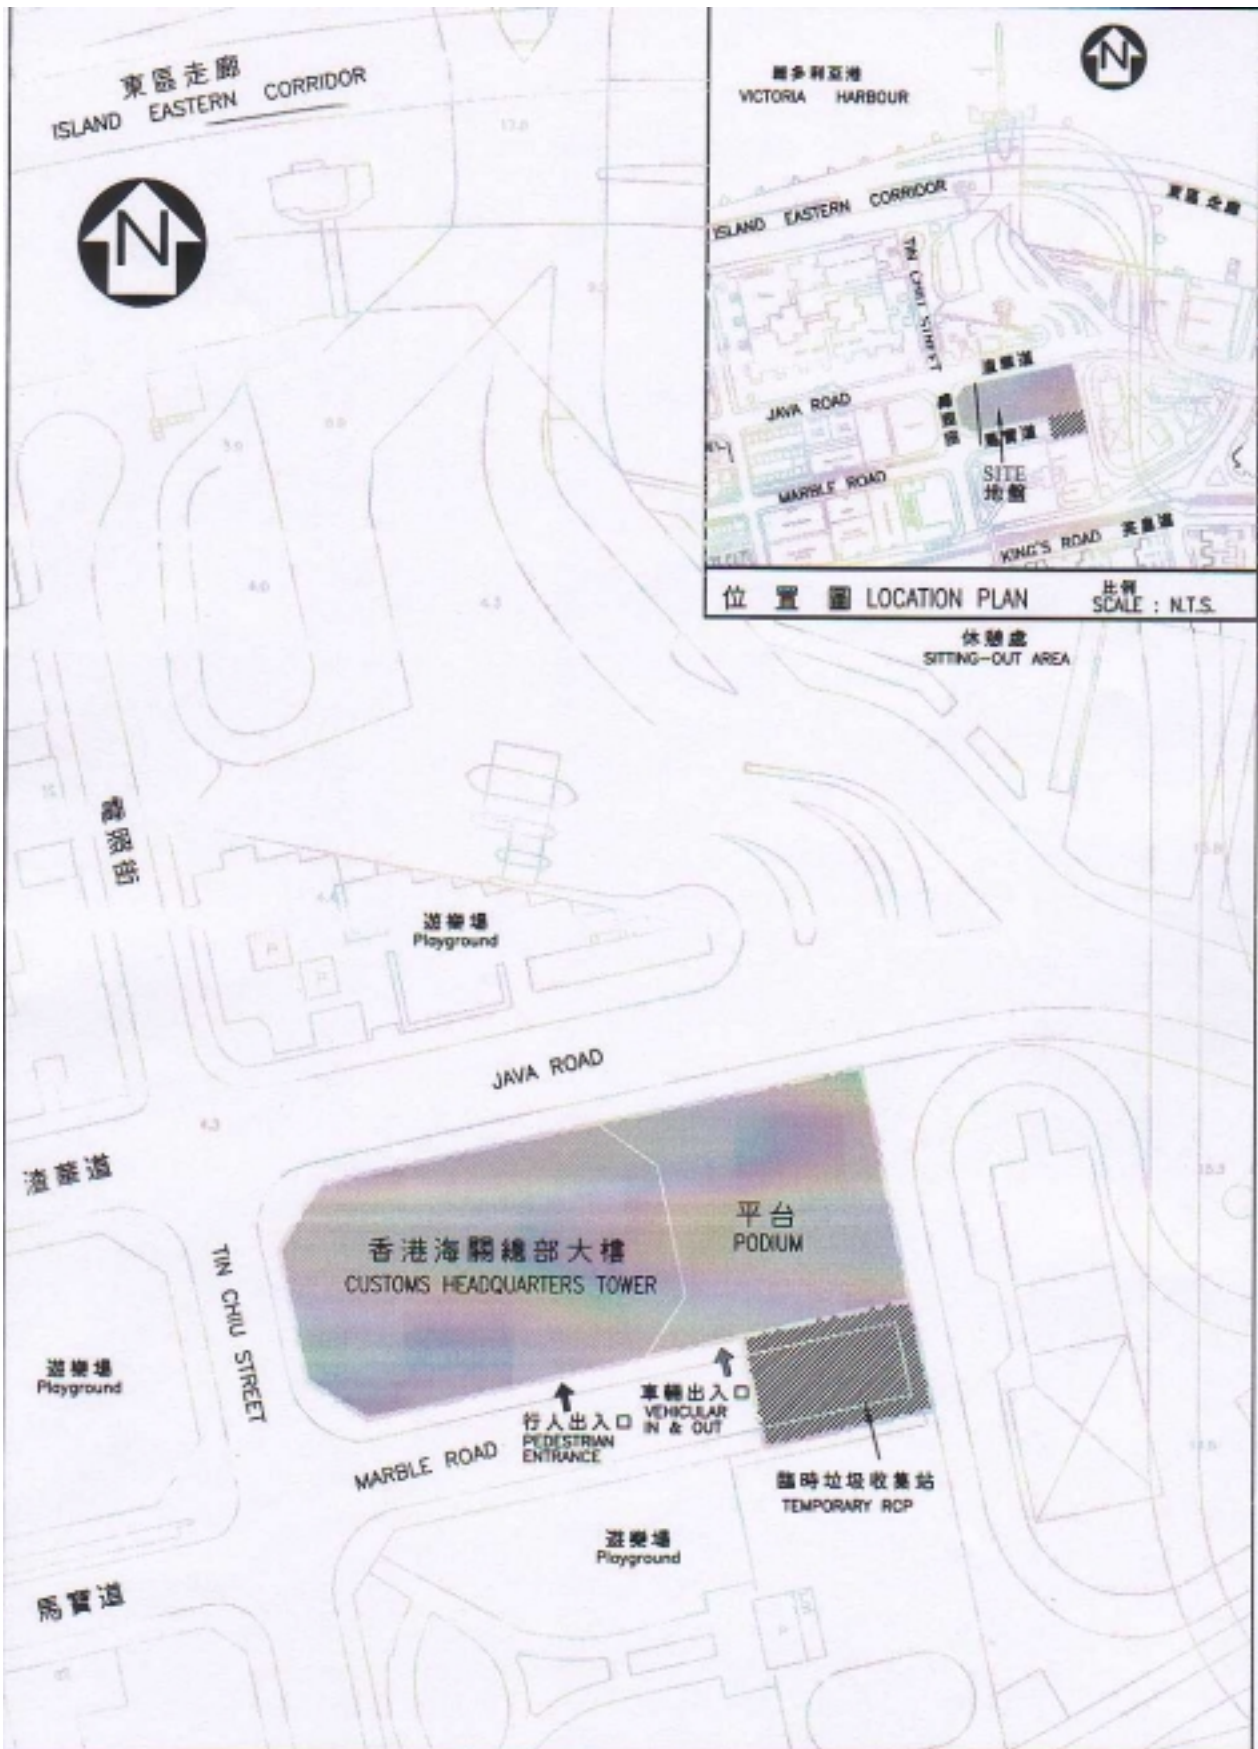 東區走廊
ISLAND EASTERN CORRIDOR
N
N
維多利亞港
VICTORIA HARBOUR
ISLAND EASTERN CORRIDOR
東區走廊
TIN CHIU STREET
渣華道
JAVA ROAD
馬寶道
MARBLE ROAD
SITE
地盤
KING'S ROAD 英皇道
位置圖 LOCATION PLAN
比例
SCALE : N.T.S.
休憩處
SITTING-OUT AREA
4.0
4.3
電照街
遊樂場
Playground
JAVA ROAD
4.3
渣華道
平台
PODIUM
香港海關總部大樓
CUSTOMS HEADQUARTERS TOWER
TIN CHIU STREET
遊樂場
Playground
車輛出入口
VEHICULAR
IN & OUT
行人出入口
PEDESTRIAN
ENTRANCE
MARBLE ROAD
臨時垃圾收集站
TEMPORARY RCP
遊樂場
Playground
馬寶道